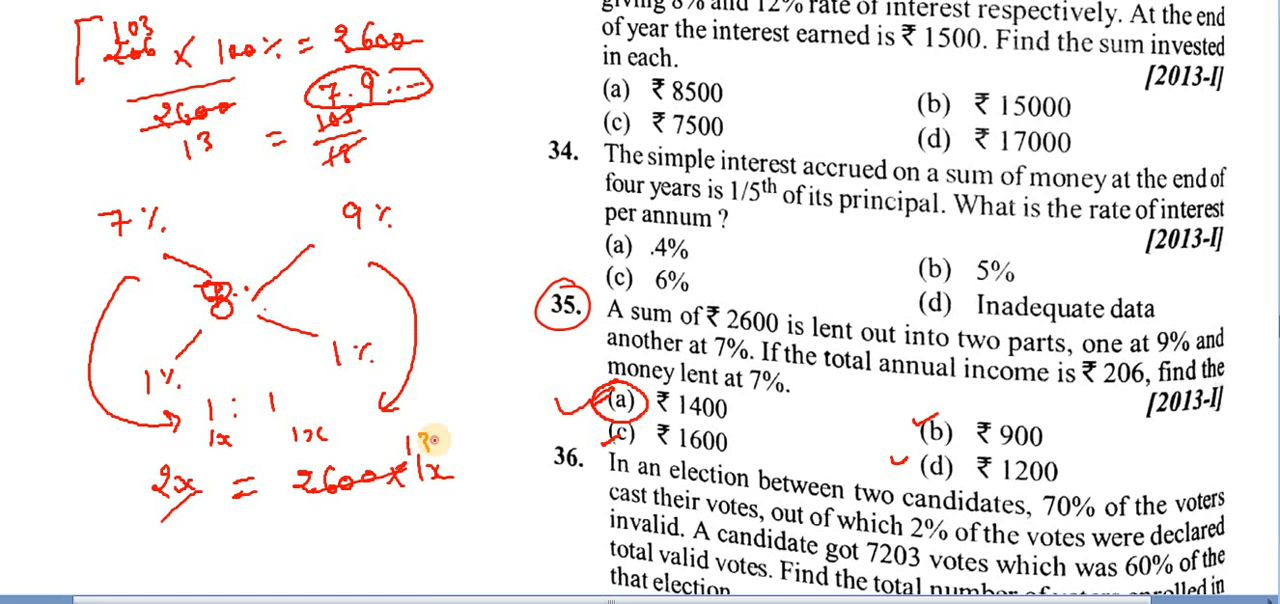 103
206 × 100% = 2600
2600
13
7.9...
= 103
13
7% 9%
8.
1% 1%
1 : 1
1x 1x
130
2x = 2600 × 1x
giving 8% and 12% rate of interest respectively. At the end
of year the interest earned is ₹ 1500. Find the sum invested
in each.
[2013-I]
(a) ₹ 8500 (b) ₹ 15000
(c) ₹ 7500 (d) ₹ 17000
34. The simple interest accrued on a sum of money at the end of
four years is 1/5th of its principal. What is the rate of interest
per annum ?
[2013-I]
(a) .4% (b) 5%
(c) 6% (d) Inadequate data
35. A sum of ₹ 2600 is lent out into two parts, one at 9% and
another at 7%. If the total annual income is ₹ 206, find the
money lent at 7%.
[2013-I]
(a) ₹ 1400 (b) ₹ 900
(c) ₹ 1600 (d) ₹ 1200
36. In an election between two candidates, 70% of the voters
cast their votes, out of which 2% of the votes were declared
invalid. A candidate got 7203 votes which was 60% of the
total valid votes. Find the total number of enrolled in
that election